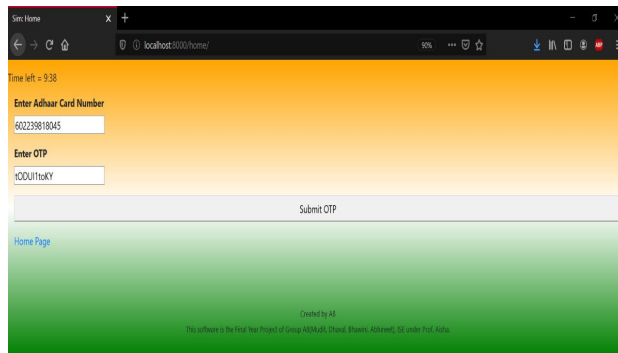 Sim: Home
localhost:8000/home/
90%
Time left = 9:38
Enter Adhaar Card Number
602239818045
Enter OTP
tODUI1toKY
Submit OTP
Home Page
Created by A8
This software is the Final Year Project of Group A8(Mudit, Dhaval, Bhawini, Abhineet), ISE under Prof. Aisha.